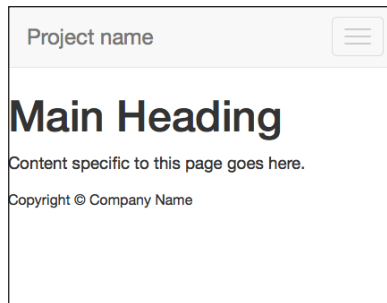 Project name
Main Heading
Content specific to this page goes here.
Copyright © Company Name